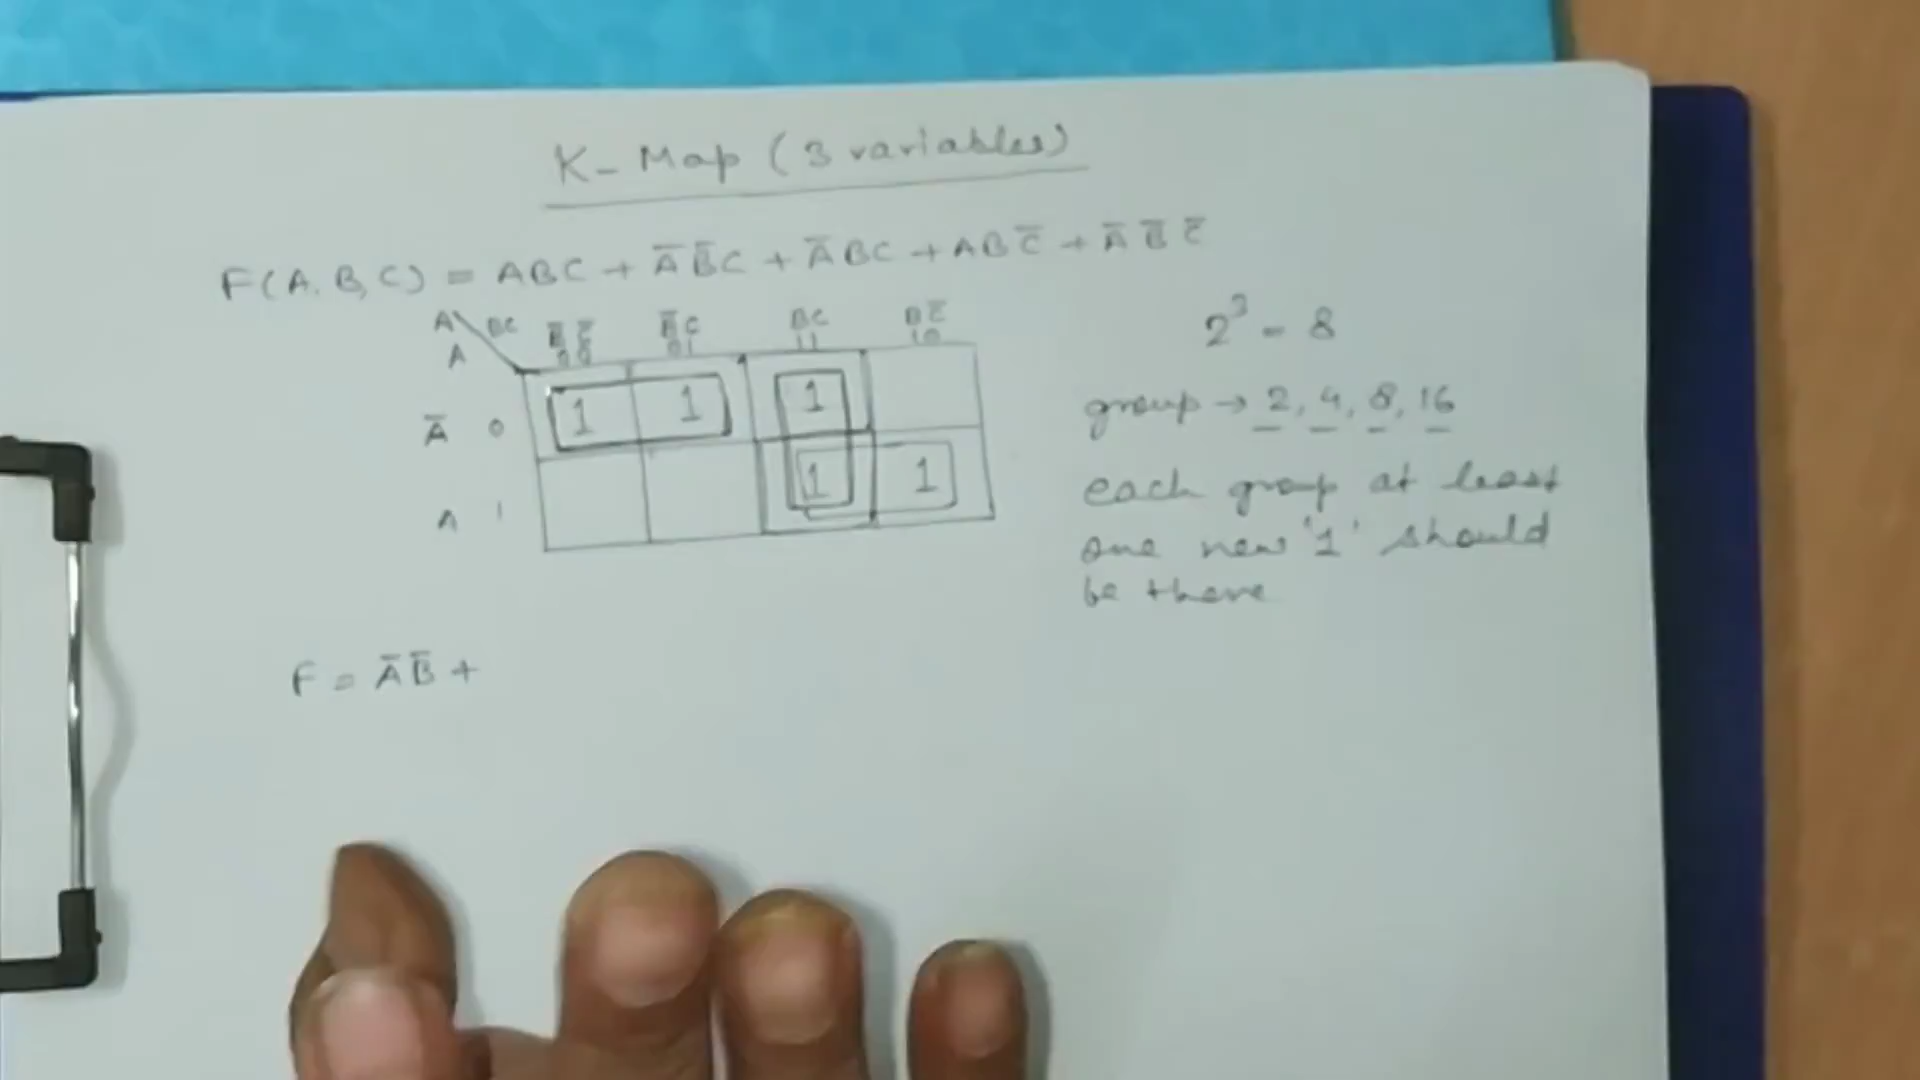 K-Map (3 variables)
F(A.B,C) = ABC + A̅B̅C + A̅BC + ABC̅ + A̅B̅C̅
A BC B̅C̅ B̅C BC BC̅
A 00 01 11 10
A̅ 0 1 1 1
A 1 1 1
2³ - 8
group → 2, 4, 8, 16
each group at least
one new '1' should
be there
F = A̅B̅ +